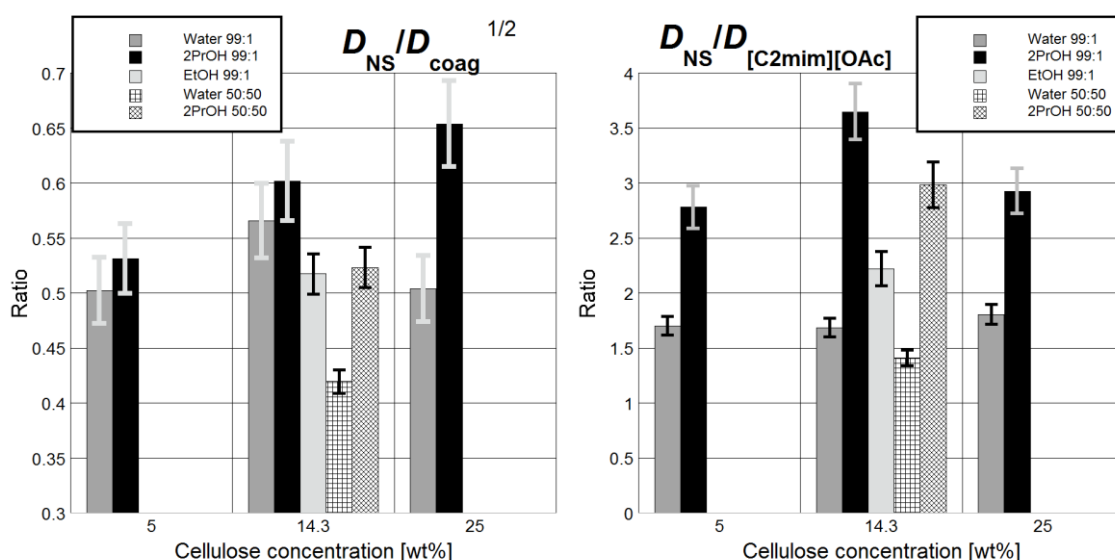 Water 99:1
2PrOH 99:1
EtOH 99:1
Water 50:50
2PrOH 50:50
D_NS/D_coag^1/2
0.7
0.65
0.6
0.55
0.5
0.45
0.4
0.35
0.3
Ratio
5 14.3 25
Cellulose concentration [wt%]
D_NS/D_[C2mim][OAc]
Water 99:1
2PrOH 99:1
EtOH 99:1
Water 50:50
2PrOH 50:50
4
3.5
3
2.5
2
1.5
1
0.5
0
Ratio
5 14.3 25
Cellulose concentration [wt%]